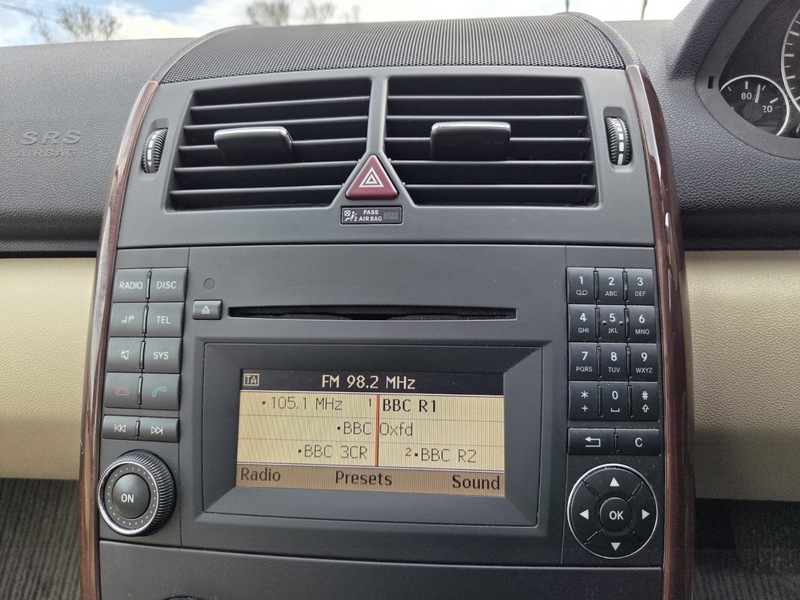 SRS
AIRBAG
80
PASS
AIR BAG
RADIO
DISC
TEL
SYS
ON
TA
FM 98.2 MHz
•105.1 MHz
1 BBC R1
•BBC Oxfd
•BBC 3CR
2•BBC R2
Radio
Presets
Sound
1
2 ABC
3 DEF
4 GHI
5 JKL
6 MNO
7 PQRS
8 TUV
9 WXYZ
*
+
0
#
C
OK